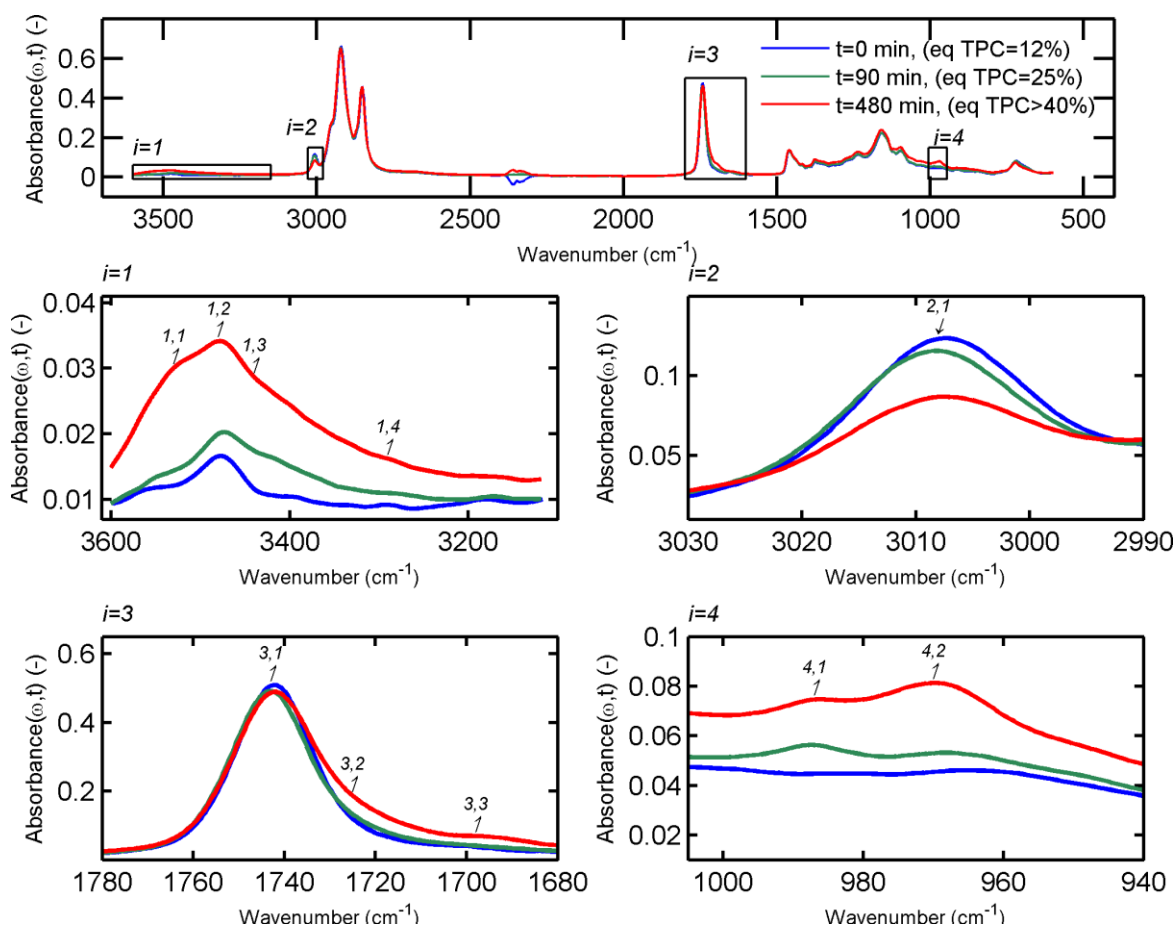 Absorbance(ω,t) (-)
0.6
0.4
0.2
0
i=1
i=2
i=3
i=4
t=0 min, (eq TPC=12%)
t=90 min, (eq TPC=25%)
t=480 min, (eq TPC>40%)
3500 3000 2500 2000 1500 1000 500
Wavenumber (cm⁻¹)
i=1
Absorbance(ω,t) (-)
0.04
0.03
0.02
0.01
1,1 1,2 1,3 1,4
3600 3400 3200
Wavenumber (cm⁻¹)
i=2
Absorbance(ω,t) (-)
0.1
0.05
2,1
3030 3020 3010 3000 2990
Wavenumber (cm⁻¹)
i=3
Absorbance(ω,t) (-)
0.6
0.4
0.2
3,1 3,2 3,3
1780 1760 1740 1720 1700 1680
Wavenumber (cm⁻¹)
i=4
Absorbance(ω,t) (-)
0.1
0.08
0.06
0.04
0.02
4,1 4,2
1000 980 960 940
Wavenumber (cm⁻¹)